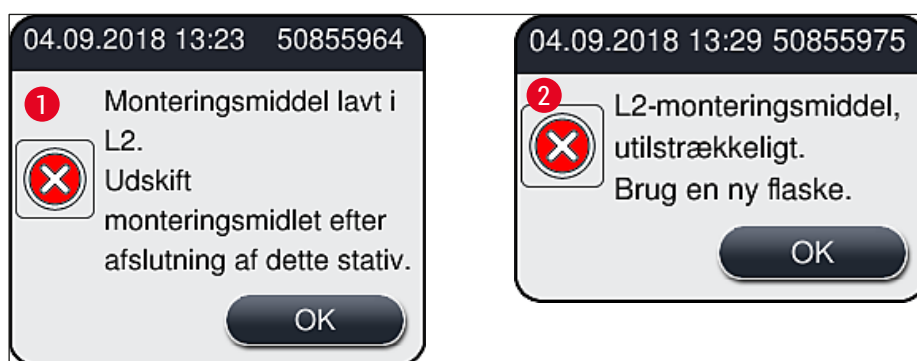 04.09.2018 13:23 50855964
1
Monteringsmiddel lavt i
L2.
Udskift
monteringsmidlet efter
afslutning af dette stativ.
OK
04.09.2018 13:29 50855975
2
L2-monteringsmiddel,
utilstrækkeligt.
Brug en ny flaske.
OK